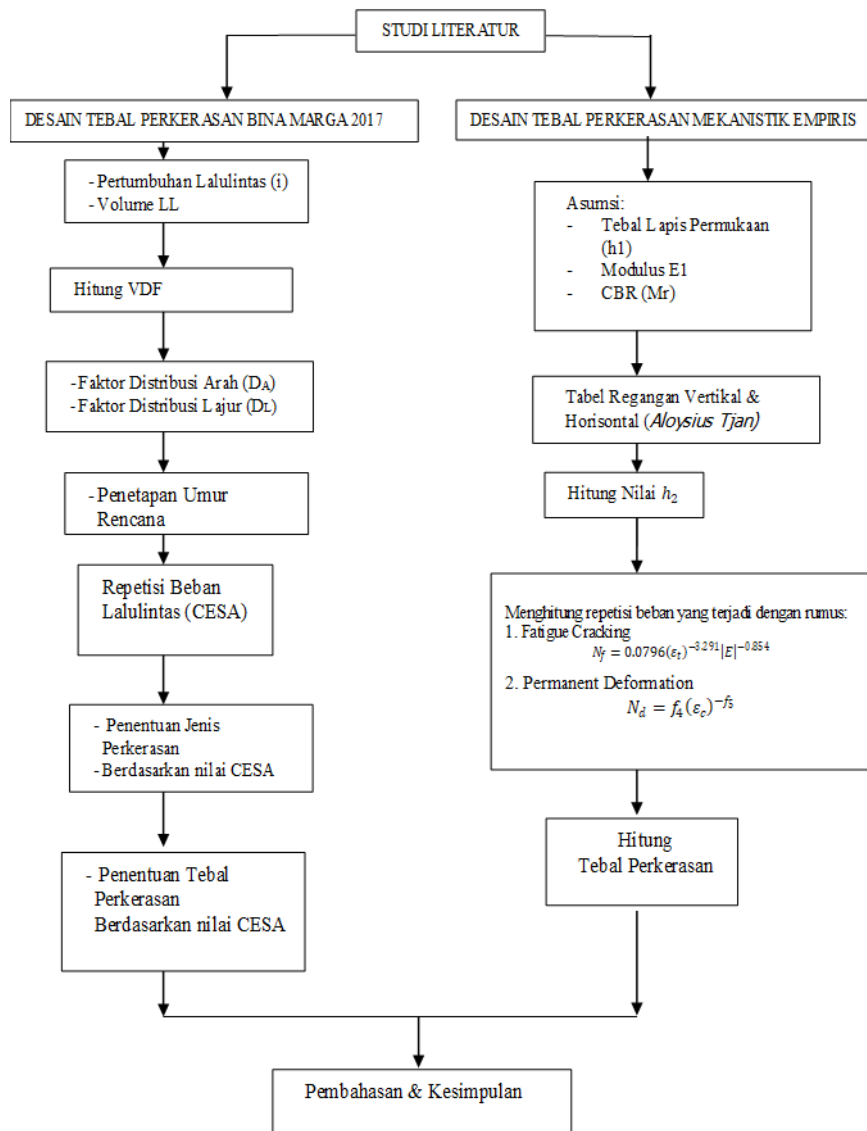 STUDI LITERATUR
DESAIN TEBAL PERKERASAN BINA MARGA 2017
- Pertumbuhan Lalulintas (i)
- Volume LL
Hitung VDF
-Faktor Distribusi Arah (DA)
-Faktor Distribusi Lajur (DL)
- Penetapan Umur
Rencana
Repetisi Beban
Lalulintas (CESA)
- Penentuan Jenis
Perkerasan
- Berdasarkan nilai CESA
- Penentuan Tebal
Perkerasan
Berdasarkan nilai CESA
DESAIN TEBAL PERKERASAN MEKANISTIK EMPIRIS
Asumsi:
- Tebal Lapis Permukaan
(h1)
- Modulus E1
- CBR (Mr)
Tabel Regangan Vertikal &
Horisontal (Aloysius Tjan)
Hitung Nilai h₂
Menghitung repetisi beban yang terjadi dengan rumus:
1. Fatigue Cracking
N_f = 0.0796(ε_t)^−3.291|E|^−0.854
2. Permanent Deformation
N_d = f₄(ε_c)^−f₅
Hitung
Tebal Perkerasan
Pembahasan & Kesimpulan